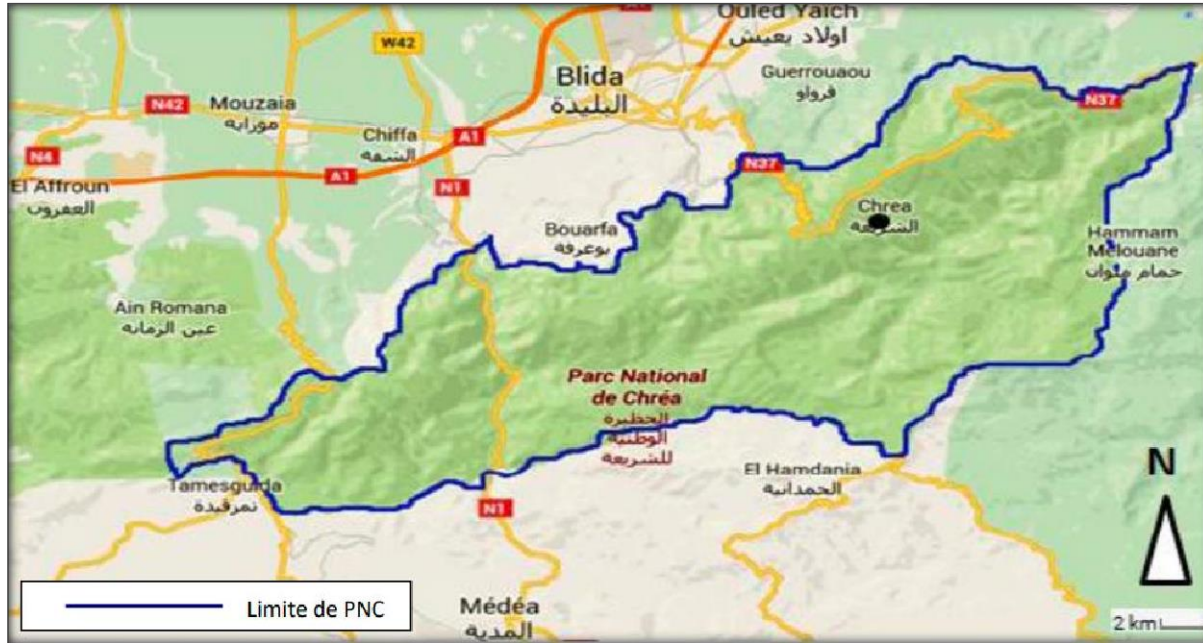 Ouled Yaich
اولاد يعيش
W42
Blida
البليدة
Guerrouaou
قرواو
N42
Mouzaia
موزاية
Chiffa
الشفة
A1
N37
N4
A1
N37
El Affroun
العفرون
N1
Chrea
الشريعة
Bouarfa
بوعرفة
Hammam
Melouane
حمام ملوان
Ain Romana
عين الرمانة
Parc National
de Chréa
الحظيرة
الوطنية
للشريعة
N
El Hamdania
الحمدانية
Tamesguida
تمزقيدة
N1
Limite de PNC
Médéa
المدية
2 km